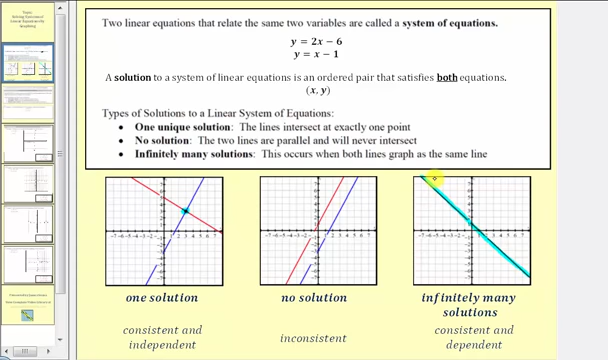 Two linear equations that relate the same two variables are called a system of equations.
y = 2x − 6
y = x − 1
A solution to a system of linear equations is an ordered pair that satisfies both equations.
(x, y)
Types of Solutions to a Linear System of Equations:
• One unique solution: The lines intersect at exactly one point
• No solution: The two lines are parallel and will never intersect
• Infinitely many solutions: This occurs when both lines graph as the same line
one solution
consistent and
independent
no solution
inconsistent
infinitely many
solutions
consistent and
dependent